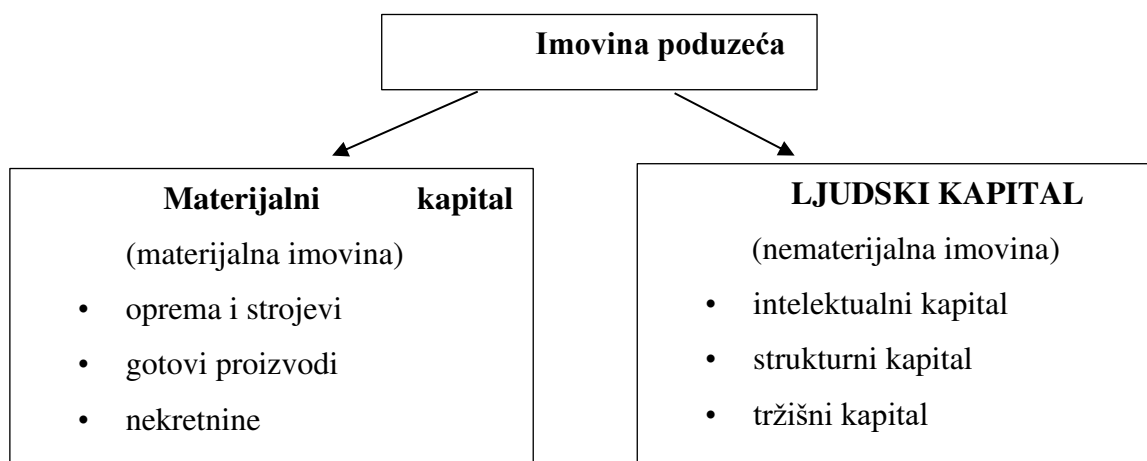 Imovina poduzeća
Materijalni kapital
(materijalna imovina)
• oprema i strojevi
• gotovi proizvodi
• nekretnine
LJUDSKI KAPITAL
(nematerijalna imovina)
• intelektualni kapital
• strukturni kapital
• tržišni kapital